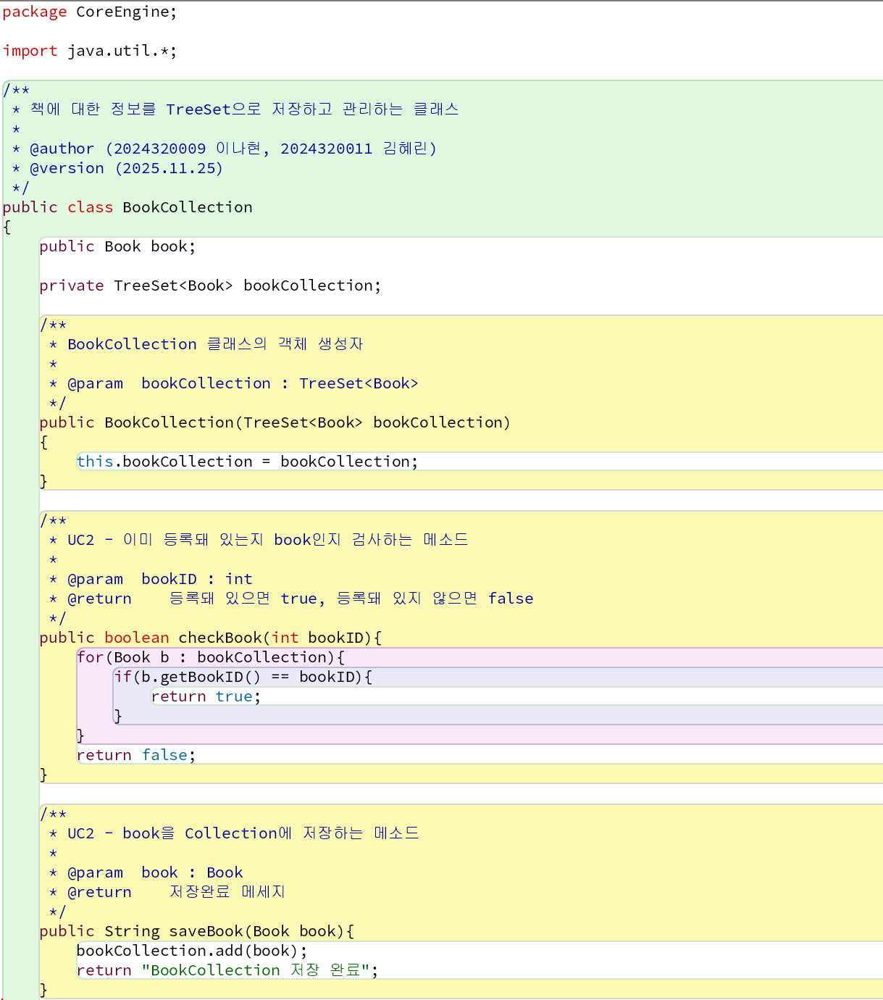 package CoreEngine;
import java.util.*;
/**
 * 책에 대한 정보를 TreeSet으로 저장하고 관리하는 클래스
 *
 * @author (2024320009 이나현, 2024320011 김혜린)
 * @version (2025.11.25)
 */
public class BookCollection
{
    public Book book;
    private TreeSet<Book> bookCollection;
    /**
     * BookCollection 클래스의 객체 생성자
     *
     * @param  bookCollection : TreeSet<Book>
     */
    public BookCollection(TreeSet<Book> bookCollection)
    {
        this.bookCollection = bookCollection;
    }
    /**
     * UC2 - 이미 등록돼 있는지 book인지 검사하는 메소드
     *
     * @param  bookID : int
     * @return    등록돼 있으면 true, 등록돼 있지 않으면 false
     */
    public boolean checkBook(int bookID){
        for(Book b : bookCollection){
            if(b.getBookID() == bookID){
                return true;
            }
        }
        return false;
    }
    /**
     * UC2 - book을 Collection에 저장하는 메소드
     *
     * @param  book : Book
     * @return    저장완료 메세지
     */
    public String saveBook(Book book){
        bookCollection.add(book);
        return "BookCollection 저장 완료";
    }